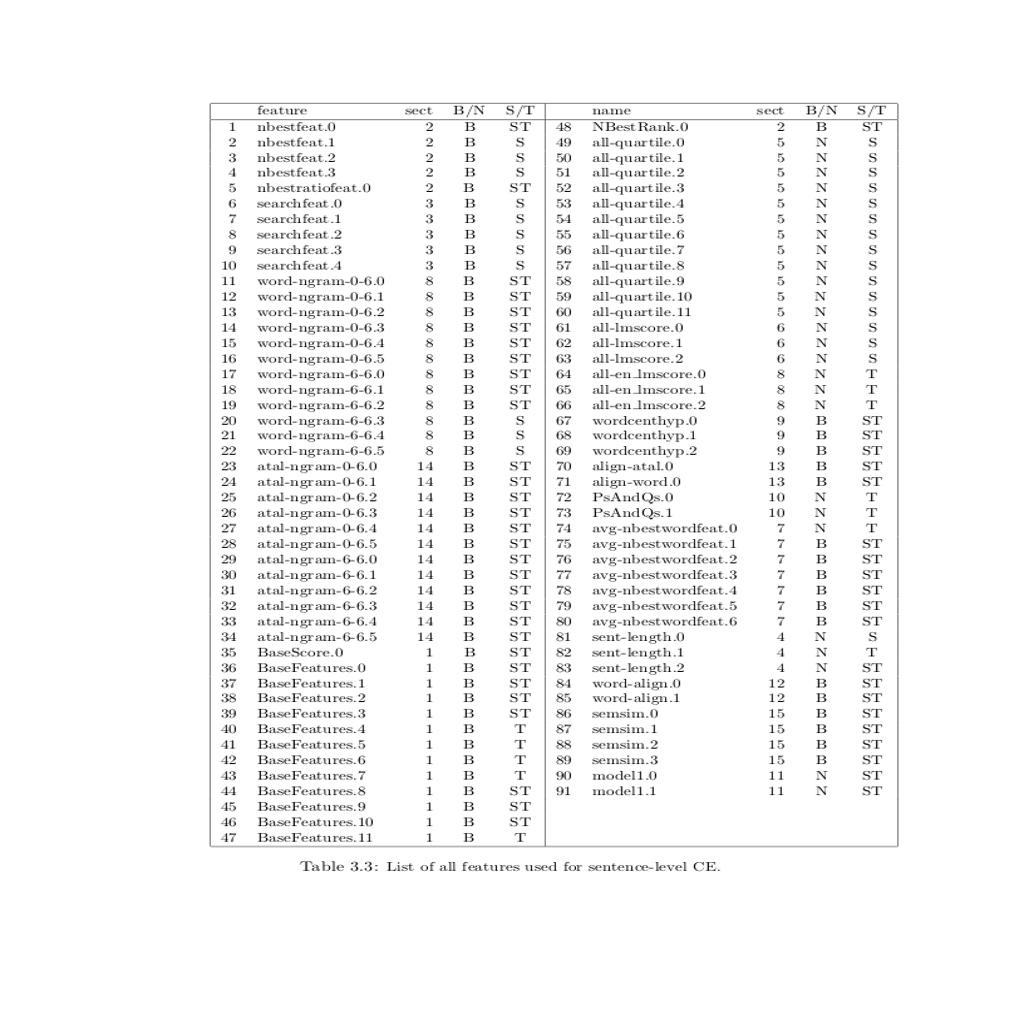 feature sect B/N S/T name sect B/N S/T
1 nbestfeat.0 2 B ST 48 NBestRank.0 2 B ST
2 nbestfeat.1 2 B S 49 all-quartile.0 5 N S
3 nbestfeat.2 2 B S 50 all-quartile.1 5 N S
4 nbestfeat.3 2 B S 51 all-quartile.2 5 N S
5 nbestratiofeat.0 2 B ST 52 all-quartile.3 5 N S
6 searchfeat.0 3 B S 53 all-quartile.4 5 N S
7 searchfeat.1 3 B S 54 all-quartile.5 5 N S
8 searchfeat.2 3 B S 55 all-quartile.6 5 N S
9 searchfeat.3 3 B S 56 all-quartile.7 5 N S
10 searchfeat.4 3 B S 57 all-quartile.8 5 N S
11 word-ngram-0-6.0 8 B ST 58 all-quartile.9 5 N S
12 word-ngram-0-6.1 8 B ST 59 all-quartile.10 5 N S
13 word-ngram-0-6.2 8 B ST 60 all-quartile.11 5 N S
14 word-ngram-0-6.3 8 B ST 61 all-lmscore.0 6 N S
15 word-ngram-0-6.4 8 B ST 62 all-lmscore.1 6 N S
16 word-ngram-0-6.5 8 B ST 63 all-lmscore.2 6 N S
17 word-ngram-6-6.0 8 B ST 64 all-en_lmscore.0 8 N T
18 word-ngram-6-6.1 8 B ST 65 all-en_lmscore.1 8 N T
19 word-ngram-6-6.2 8 B ST 66 all-en_lmscore.2 8 N T
20 word-ngram-6-6.3 8 B S 67 wordcenthyp.0 9 B ST
21 word-ngram-6-6.4 8 B S 68 wordcenthyp.1 9 B ST
22 word-ngram-6-6.5 8 B S 69 wordcenthyp.2 9 B ST
23 atal-ngram-0-6.0 14 B ST 70 align-atal.0 13 B ST
24 atal-ngram-0-6.1 14 B ST 71 align-word.0 13 B ST
25 atal-ngram-0-6.2 14 B ST 72 PsAndQs.0 10 N T
26 atal-ngram-0-6.3 14 B ST 73 PsAndQs.1 10 N T
27 atal-ngram-0-6.4 14 B ST 74 avg-nbestwordfeat.0 7 N T
28 atal-ngram-0-6.5 14 B ST 75 avg-nbestwordfeat.1 7 B ST
29 atal-ngram-6-6.0 14 B ST 76 avg-nbestwordfeat.2 7 B ST
30 atal-ngram-6-6.1 14 B ST 77 avg-nbestwordfeat.3 7 B ST
31 atal-ngram-6-6.2 14 B ST 78 avg-nbestwordfeat.4 7 B ST
32 atal-ngram-6-6.3 14 B ST 79 avg-nbestwordfeat.5 7 B ST
33 atal-ngram-6-6.4 14 B ST 80 avg-nbestwordfeat.6 7 B ST
34 atal-ngram-6-6.5 14 B ST 81 sent-length.0 4 N S
35 BaseScore.0 1 B ST 82 sent-length.1 4 N T
36 BaseFeatures.0 1 B ST 83 sent-length.2 4 N ST
37 BaseFeatures.1 1 B ST 84 word-align.0 12 B ST
38 BaseFeatures.2 1 B ST 85 word-align.1 12 B ST
39 BaseFeatures.3 1 B ST 86 semsim.0 15 B ST
40 BaseFeatures.4 1 B T 87 semsim.1 15 B ST
41 BaseFeatures.5 1 B T 88 semsim.2 15 B ST
42 BaseFeatures.6 1 B T 89 semsim.3 15 B ST
43 BaseFeatures.7 1 B T 90 model1.0 11 N ST
44 BaseFeatures.8 1 B ST 91 model1.1 11 N ST
45 BaseFeatures.9 1 B ST
46 BaseFeatures.10 1 B ST
47 BaseFeatures.11 1 B T
Table 3.3: List of all features used for sentence-level CE.